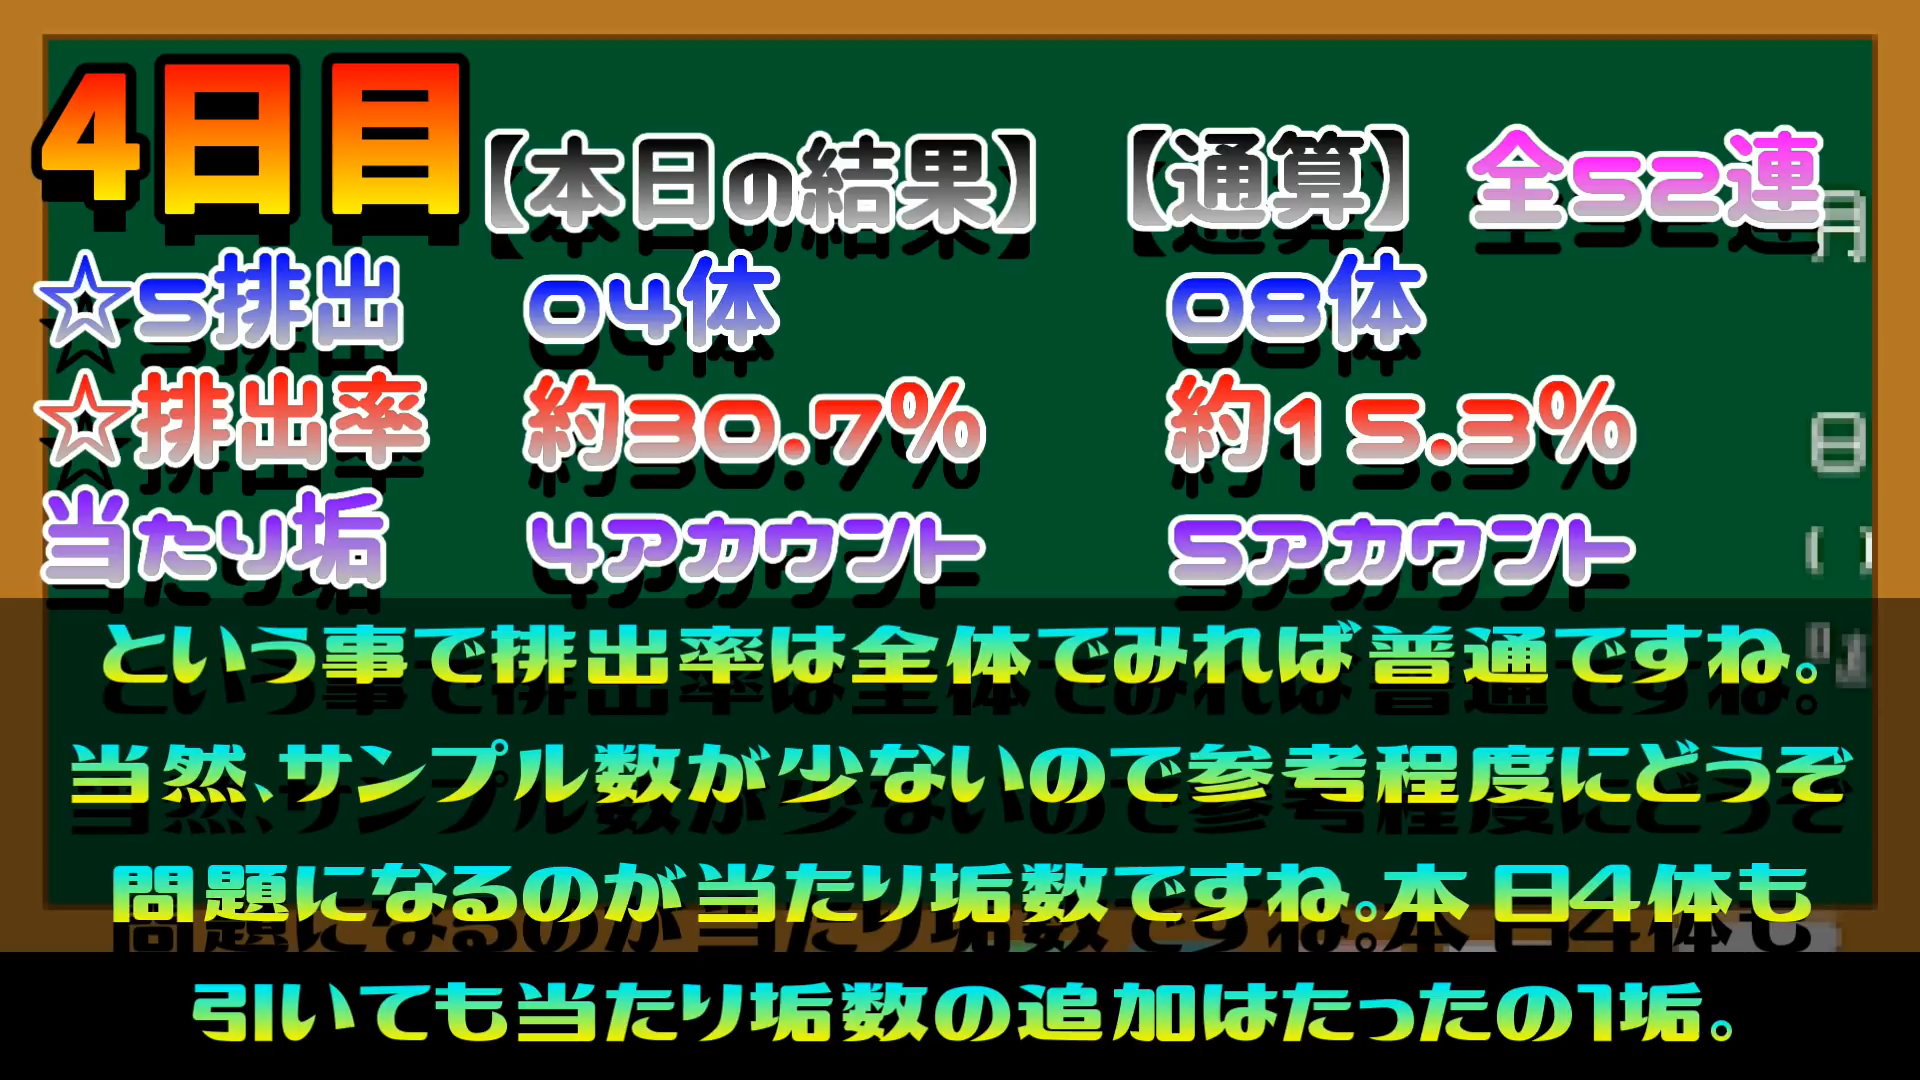 4日目 【本日の結果】 【通算】 全52連
☆5排出 04体 08体
☆排出率 約30.7% 約15.3%
当たり垢 4アカウント 5アカウント
月
日
という事で排出率は全体でみれば普通ですね。
当然、サンプル数が少ないので参考程度にどうぞ
問題になるのが当たり垢数ですね。本日4体も
引いても当たり垢数の追加はたったの1垢。